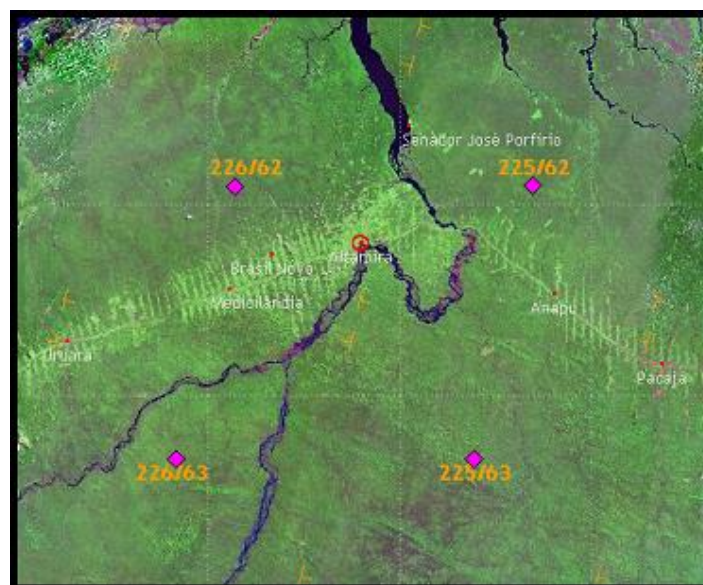 Senador José Porfírio
226/62
225/62
Altamira
Brasil Novo
Medicilândia
Anapu
Uruará
Pacajá
226/63
225/63